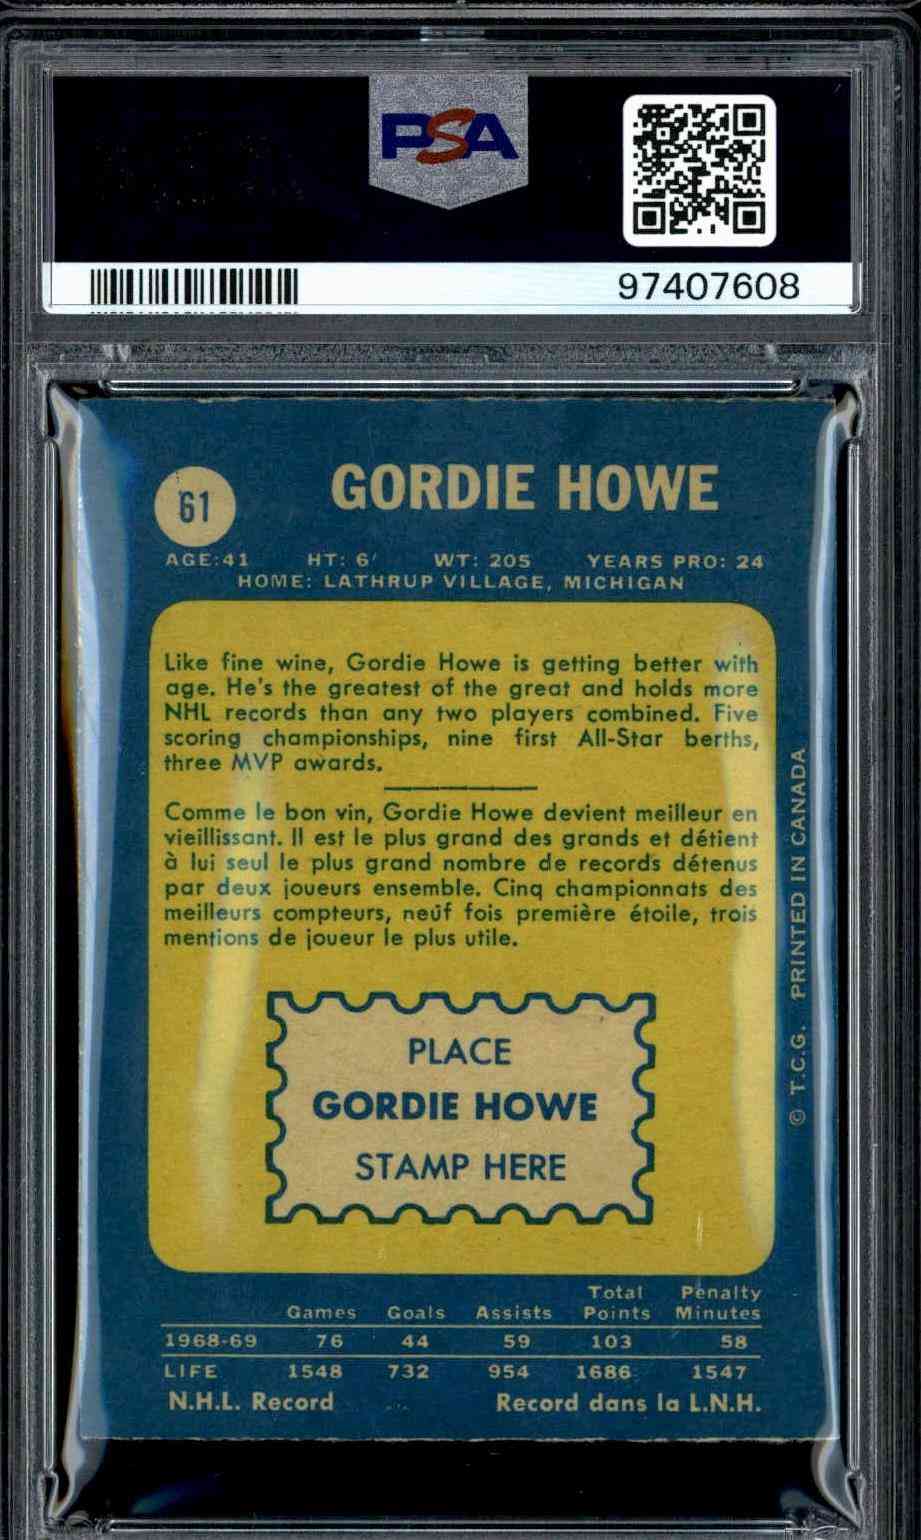 PSA
97407608
61
GORDIE HOWE
AGE:41 HT: 6' WT: 205 YEARS PRO: 24
HOME: LATHRUP VILLAGE, MICHIGAN
Like fine wine, Gordie Howe is getting better with
age. He's the greatest of the great and holds more
NHL records than any two players combined. Five
scoring championships, nine first All-Star berths,
three MVP awards.
Comme le bon vin, Gordie Howe devient meilleur en
vieillissant. Il est le plus grand des grands et détient
à lui seul le plus grand nombre de records détenus
par deux joueurs ensemble. Cinq championnats des
meilleurs compteurs, neuf fois première étoile, trois
mentions de joueur le plus utile.
© T.C.G. PRINTED IN CANADA
PLACE
GORDIE HOWE
STAMP HERE
Total Penalty
Games Goals Assists Points Minutes
1968-69 76 44 59 103 58
LIFE 1548 732 954 1686 1547
N.H.L. Record Record dans la L.N.H.